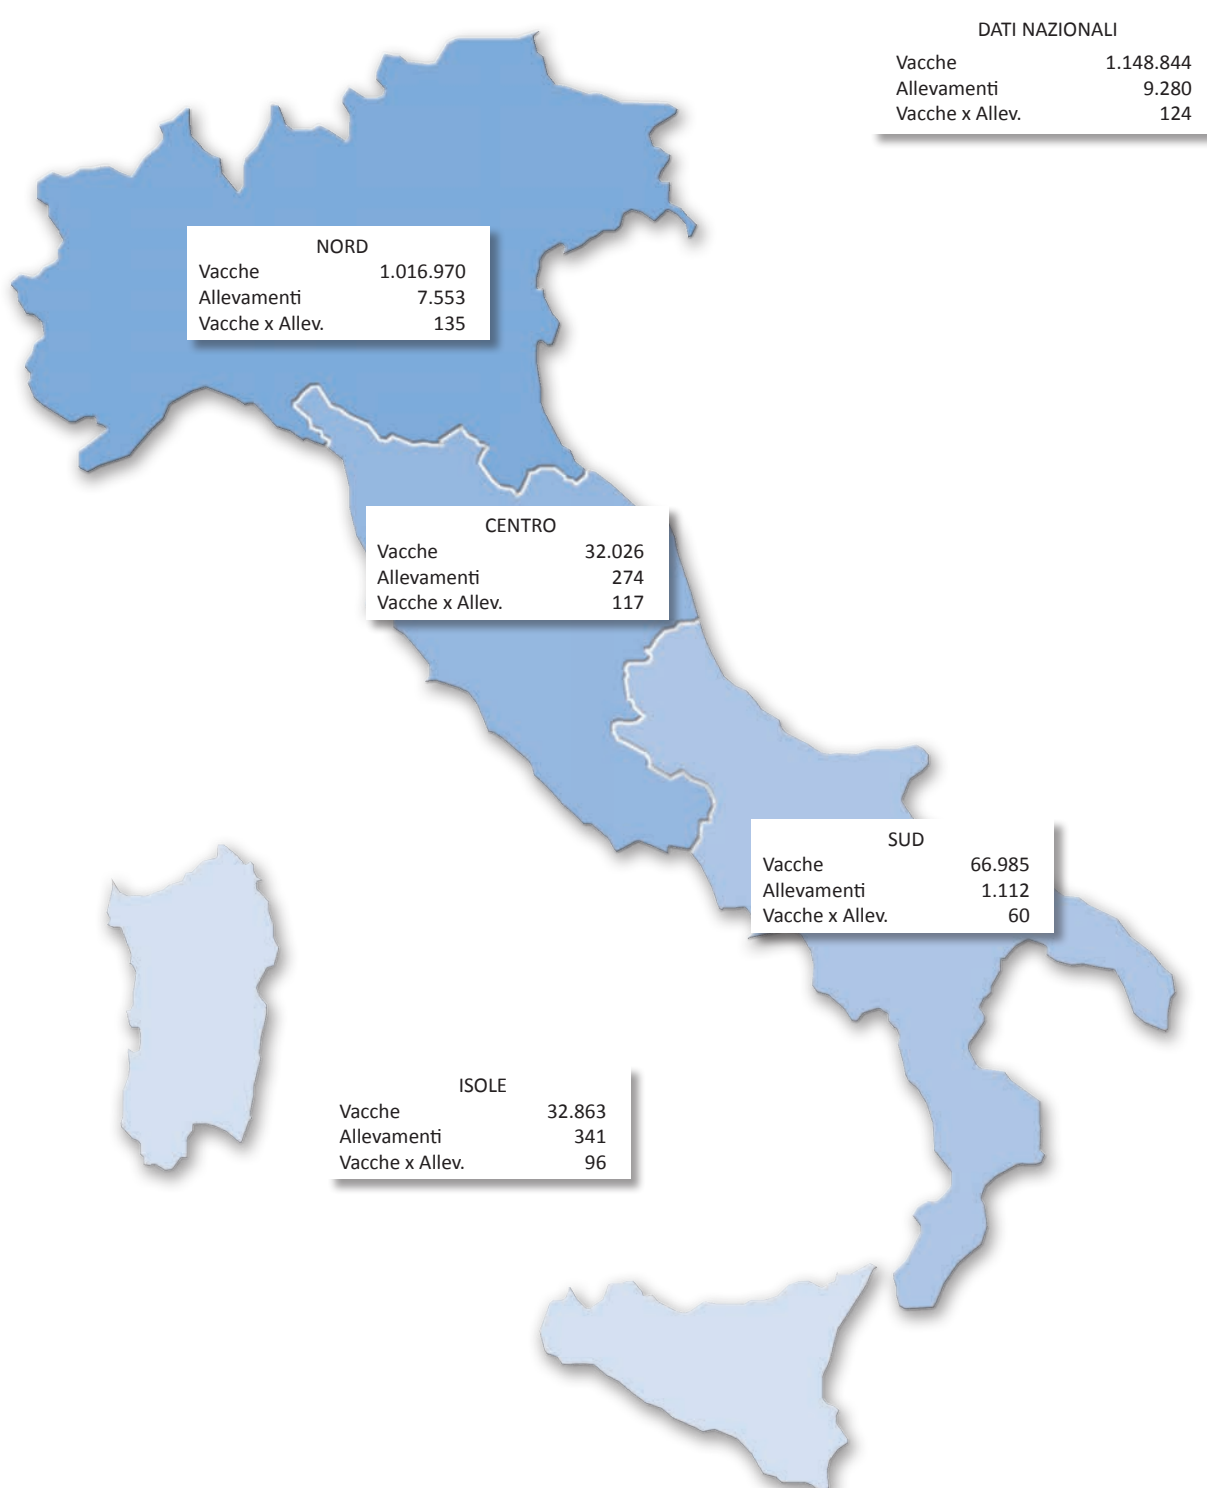 DATI NAZIONALI
Vacche 1.148.844
Allevamenti 9.280
Vacche x Allev. 124
NORD
Vacche 1.016.970
Allevamenti 7.553
Vacche x Allev. 135
CENTRO
Vacche 32.026
Allevamenti 274
Vacche x Allev. 117
SUD
Vacche 66.985
Allevamenti 1.112
Vacche x Allev. 60
ISOLE
Vacche 32.863
Allevamenti 341
Vacche x Allev. 96